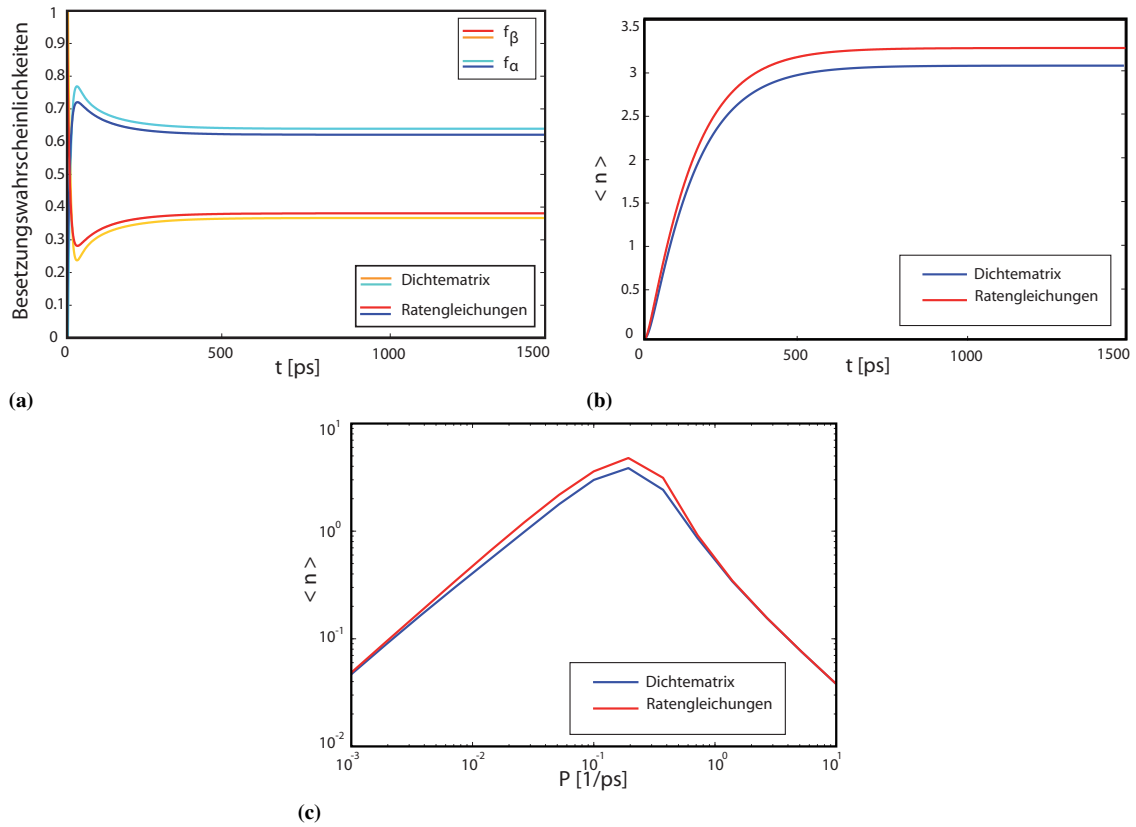 1
0.9
0.8
0.7
0.6
0.5
0.4
0.3
0.2
0.1
0
Besetzungswahrscheinlichkeiten
fβ
fα
Dichtematrix
Ratengleichungen
0 500 1000 1500
t [ps]
(a)
3.5
3
2.5
2
1.5
1
0.5
0
< n >
Dichtematrix
Ratengleichungen
0 500 1000 1500
t [ps]
(b)
10^1
10^0
10^-1
10^-2
< n >
Dichtematrix
Ratengleichungen
10^-3 10^-2 10^-1 10^0 10^1
P [1/ps]
(c)